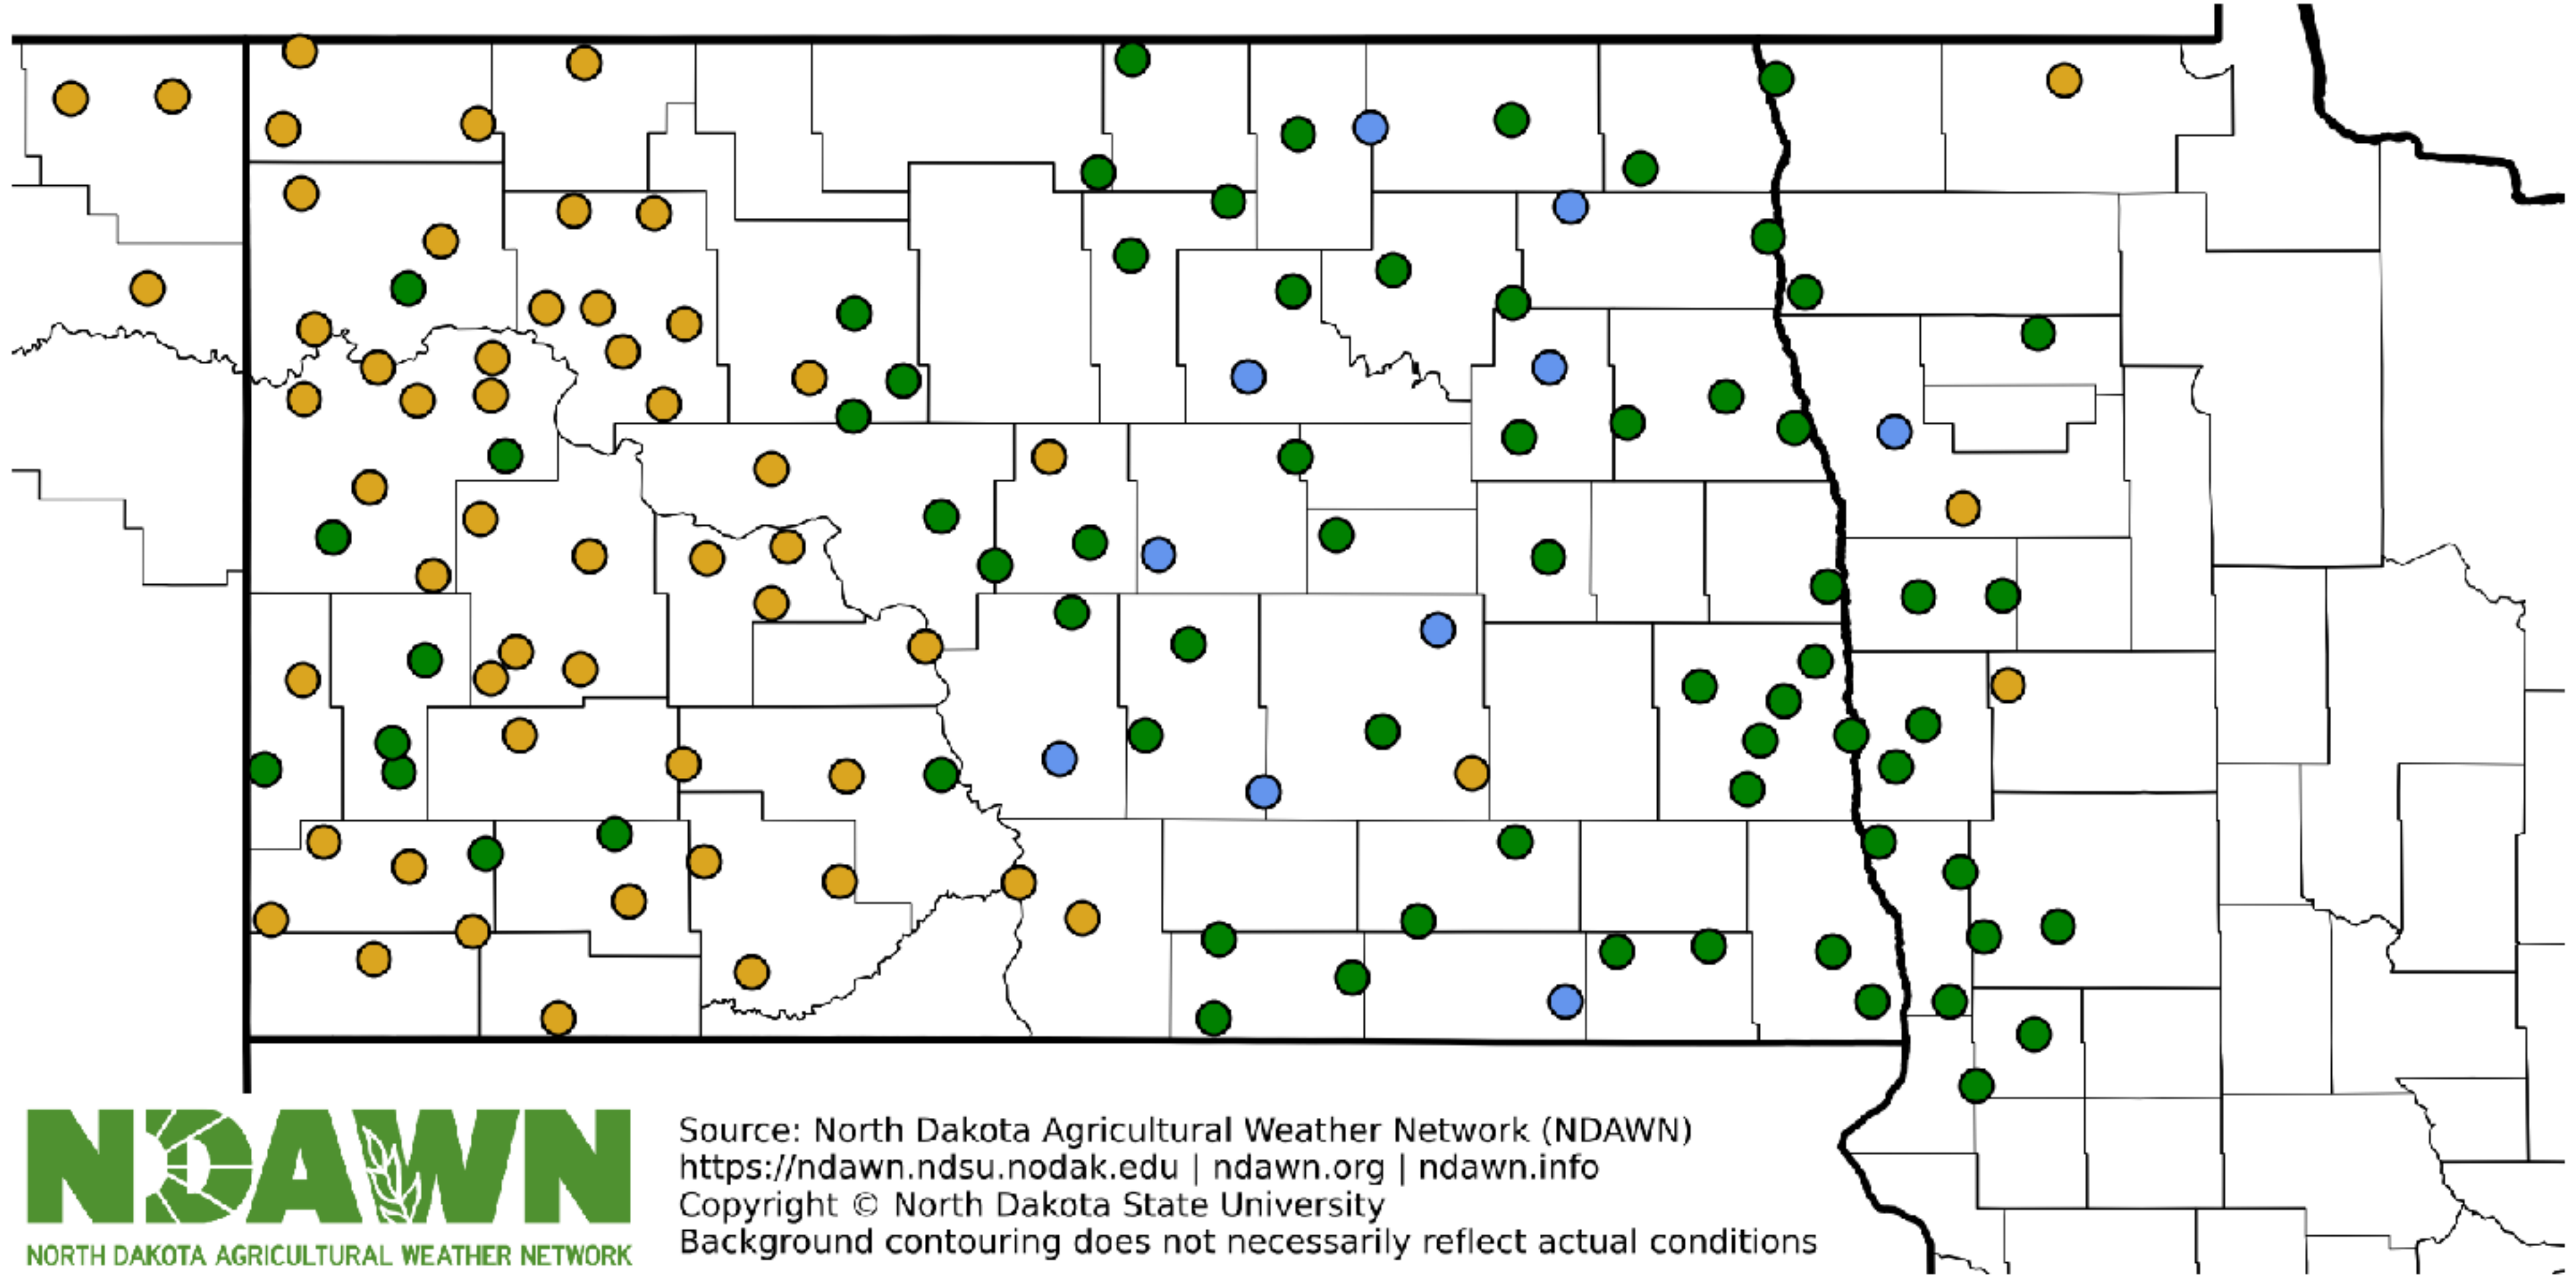 NDAWN
NORTH DAKOTA AGRICULTURAL WEATHER NETWORK
Source: North Dakota Agricultural Weather Network (NDAWN)
https://ndawn.ndsu.nodak.edu | ndawn.org | ndawn.info
Copyright © North Dakota State University
Background contouring does not necessarily reflect actual conditions